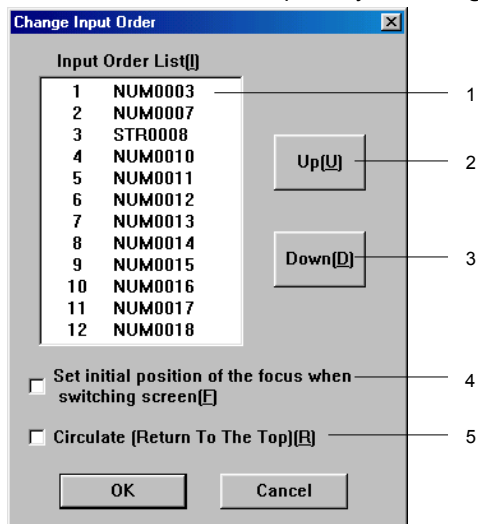 Change Input Order
Input Order List(I)
1 NUM0003
2 NUM0007
3 STR0008
4 NUM0010
5 NUM0011
6 NUM0012
7 NUM0013
8 NUM0014
9 NUM0015
10 NUM0016
11 NUM0017
12 NUM0018
Up(U)
Down(D)
Set initial position of the focus when
switching screen(F)
Circulate (Return To The Top)(R)
OK Cancel
1
2
3
4
5